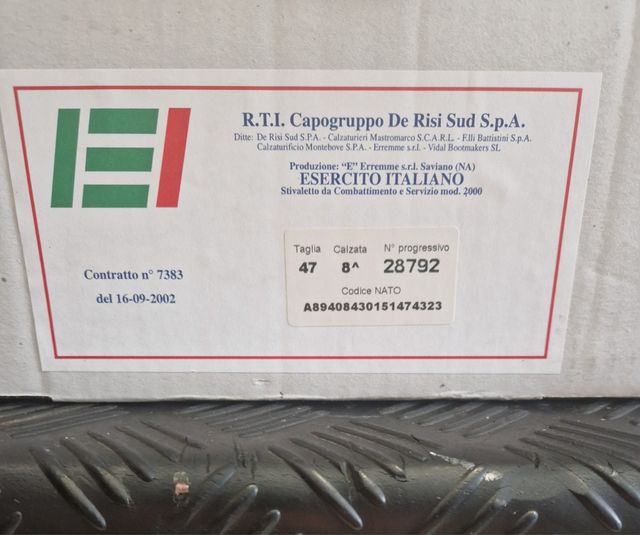 R.T.I. Capogruppo De Risi Sud S.p.A.
Ditte: De Risi Sud S.P.A. - Calzaturieri Mastromarco S.C.A.R.L. - F.lli Battistini S.p.A.
Calzaturificio Montebove S.P.A. - Erremme s.r.l. - Vidal Bootmakers SL
Produzione: “E” Erremme s.r.l. Saviano (NA)
ESERCITO ITALIANO
Stivaletto da Combattimento e Servizio mod. 2000
Taglia Calzata N° progressivo
47 8^ 28792
Codice NATO
A89408430151474323
Contratto n° 7383
del 16-09-2002